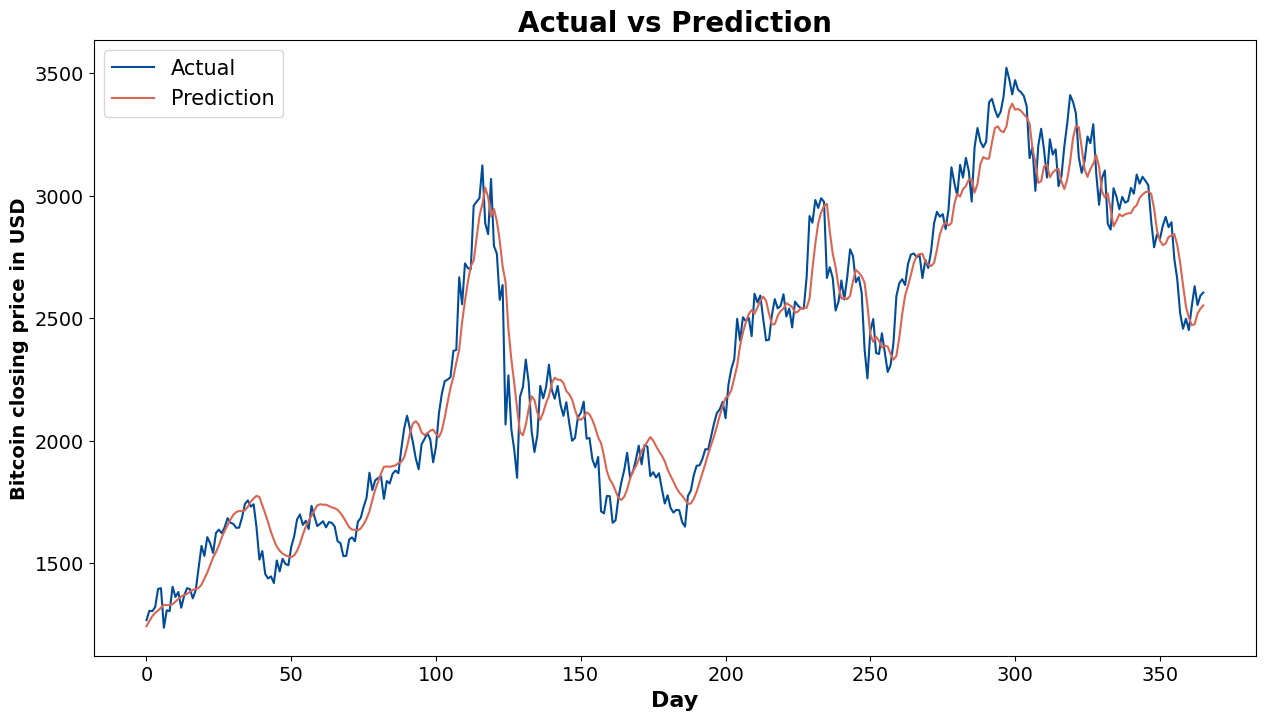 Actual vs Prediction
Actual
Prediction
3500
3000
2500
2000
1500
Bitcoin closing price in USD
0 50 100 150 200 250 300 350
Day